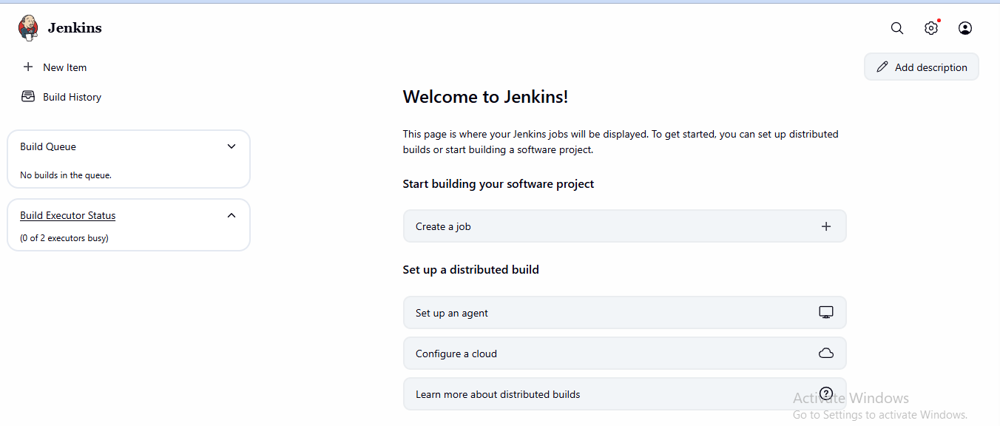 Jenkins
New Item
Add description
Build History
Build Queue
No builds in the queue.
Build Executor Status
(0 of 2 executors busy)
Welcome to Jenkins!
This page is where your Jenkins jobs will be displayed. To get started, you can set up distributed
builds or start building a software project.
Start building your software project
Create a job
Set up a distributed build
Set up an agent
Configure a cloud
Learn more about distributed builds
Activate Windows
Go to Settings to activate Windows.